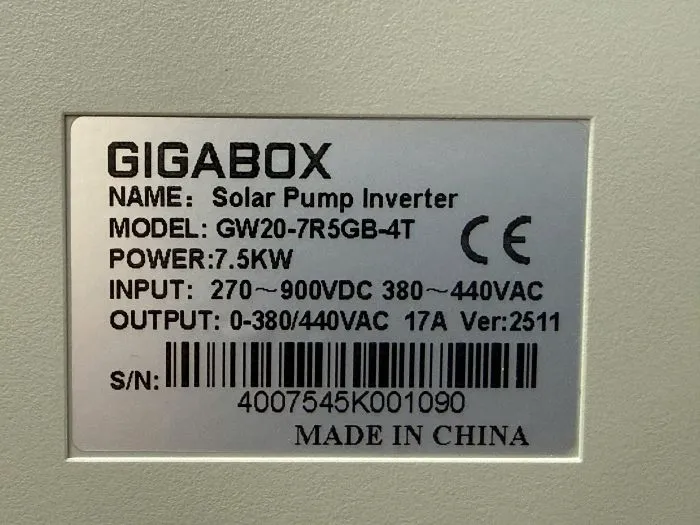 GIGABOX
NAME: Solar Pump Inverter
MODEL: GW20-7R5GB-4T
CE
POWER:7.5KW
INPUT: 270~900VDC 380~440VAC
OUTPUT: 0-380/440VAC 17A Ver:2511
S/N:
4007545K001090
MADE IN CHINA